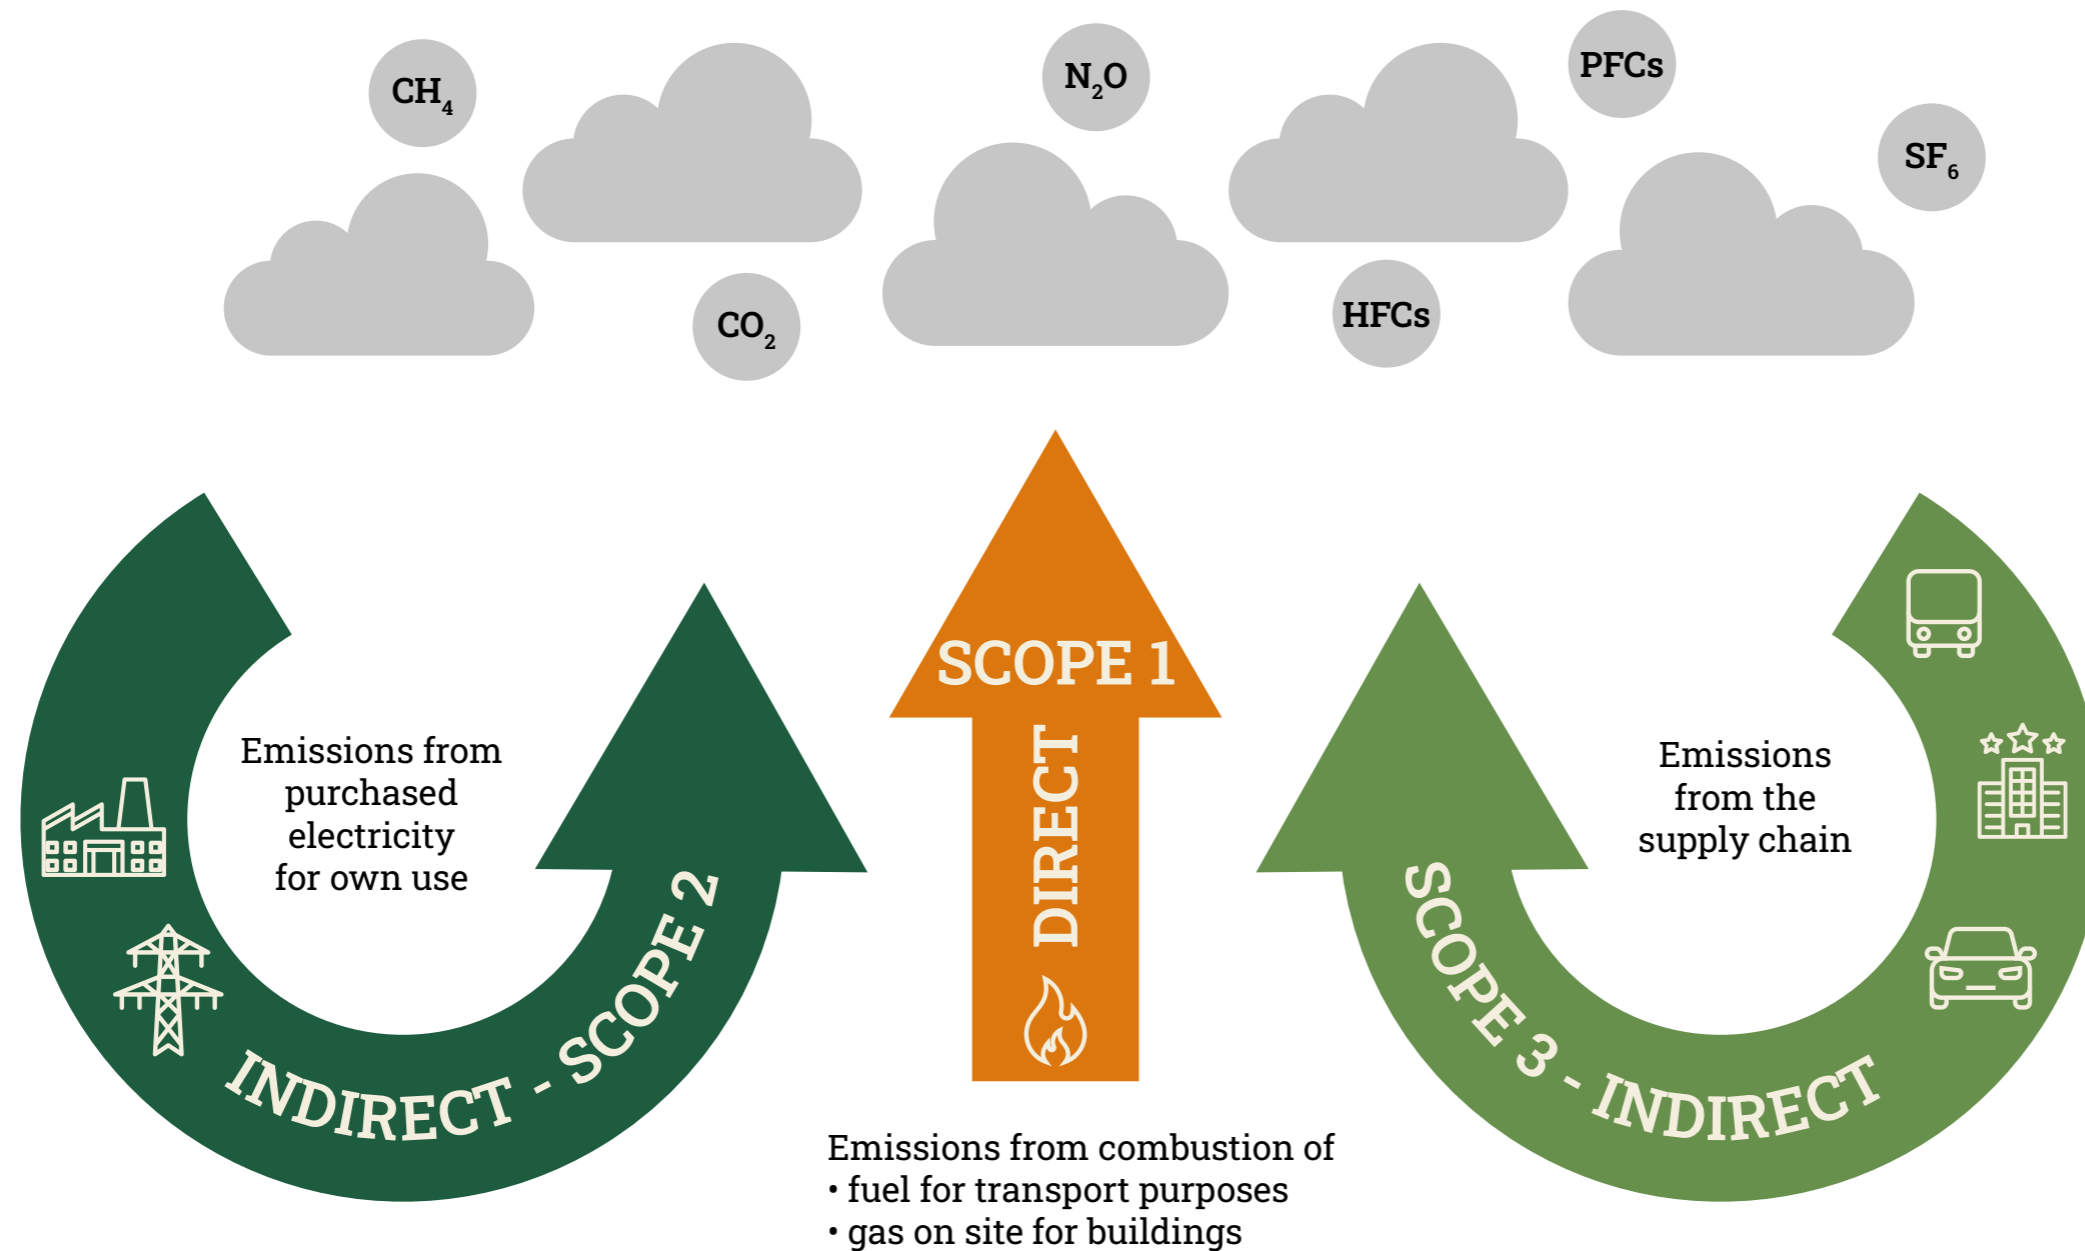 CH₄
N₂O
PFCs
SF₆
CO₂
HFCs
Emissions from
purchased
electricity
for own use
INDIRECT - SCOPE 2
SCOPE 1
DIRECT
Emissions from combustion of
• fuel for transport purposes
• gas on site for buildings
Emissions
from the
supply chain
SCOPE 3 - INDIRECT